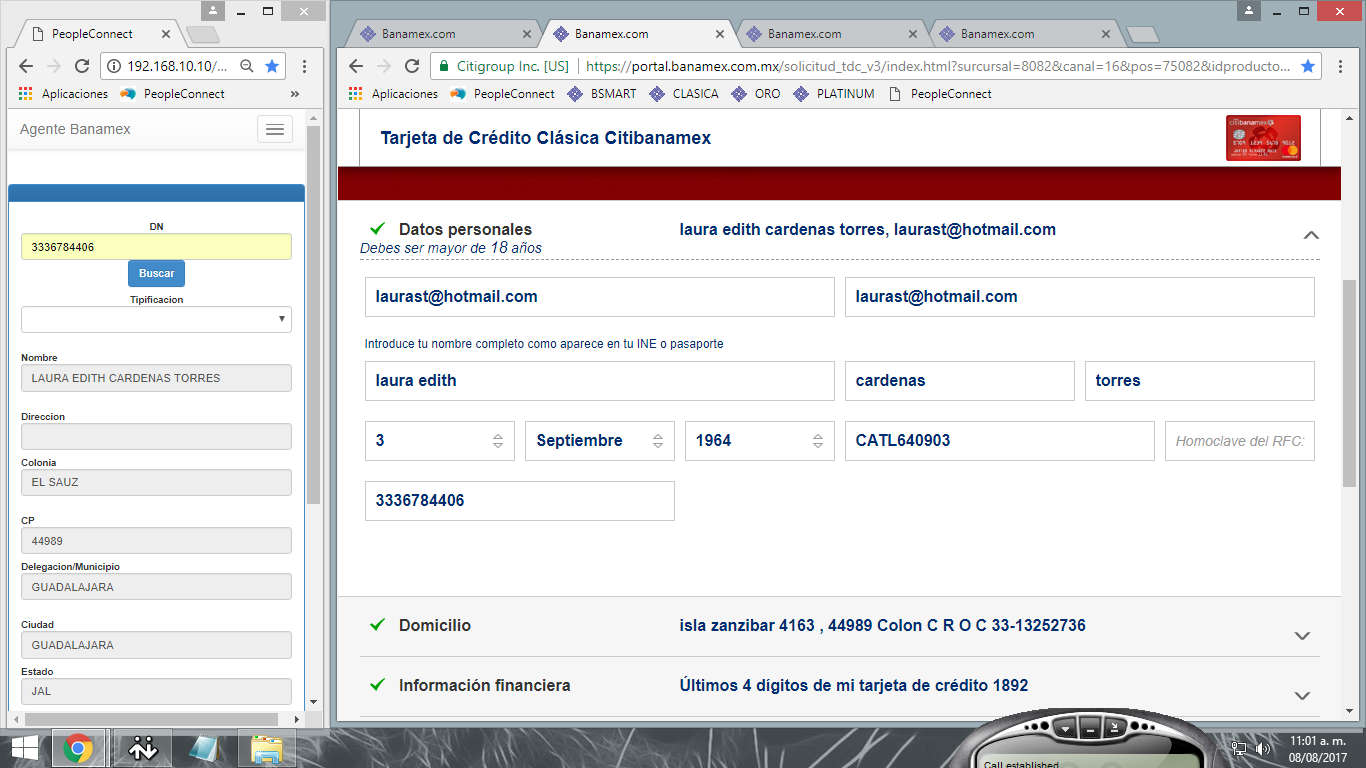 PeopleConnect
192.168.10.10/...
Aplicaciones PeopleConnect »
Agente Banamex
DN
3336784406
Buscar
Tipificacion
Nombre
LAURA EDITH CARDENAS TORRES
Direccion
Colonia
EL SAUZ
CP
44989
Delegacion/Municipio
GUADALAJARA
Ciudad
GUADALAJARA
Estado
JAL
Banamex.com Banamex.com Banamex.com Banamex.com
Citigroup Inc. [US] https://portal.banamex.com.mx/solicitud_tdc_v3/index.html?sursursal=8082&canal=16&pos=75082&idproducto...
Aplicaciones PeopleConnect BSMART CLASICA ORO PLATINUM PeopleConnect
Tarjeta de Crédito Clásica Citibanamex
citibanamex
Datos personales laura edith cardenas torres, laurast@hotmail.com
Debes ser mayor de 18 años
laurast@hotmail.com laurast@hotmail.com
Introduce tu nombre completo como aparece en tu INE o pasaporte
laura edith cardenas torres
3 Septiembre 1964 CATL640903 Homoclave del RFC:
3336784406
Domicilio isla zanzibar 4163 , 44989 Colon C R O C 33-13252736
Información financiera Últimos 4 dígitos de mi tarjeta de crédito 1892
Call established
11:01 a. m.
08/08/2017